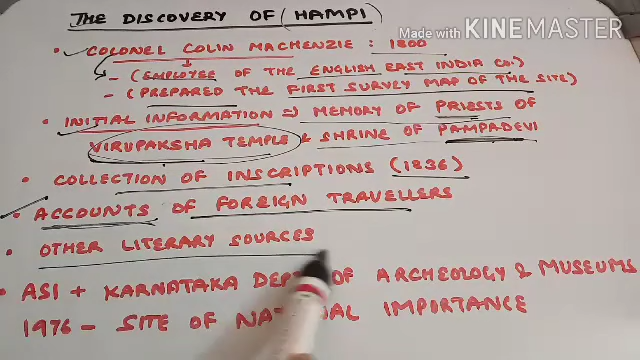 THE DISCOVERY OF (HAMPI)
Made with KINEMASTER
• COLONEL COLIN MACKENZIE : 1800
- (EMPLOYEE OF THE ENGLISH EAST INDIA CO.)
- (PREPARED THE FIRST SURVEY MAP OF THE SITE)
• INITIAL INFORMATION ⇒ MEMORY OF PRIESTS OF
VIRUPAKSHA TEMPLE & SHRINE OF PAMPADEVI
• COLLECTION OF INSCRIPTIONS (1836)
• ACCOUNTS OF FOREIGN TRAVELLERS
• OTHER LITERARY SOURCES
• ASI + KARNATAKA DEP OF ARCHEOLOGY & MUSEUMS
1976 - SITE OF NA AL IMPORTANCE